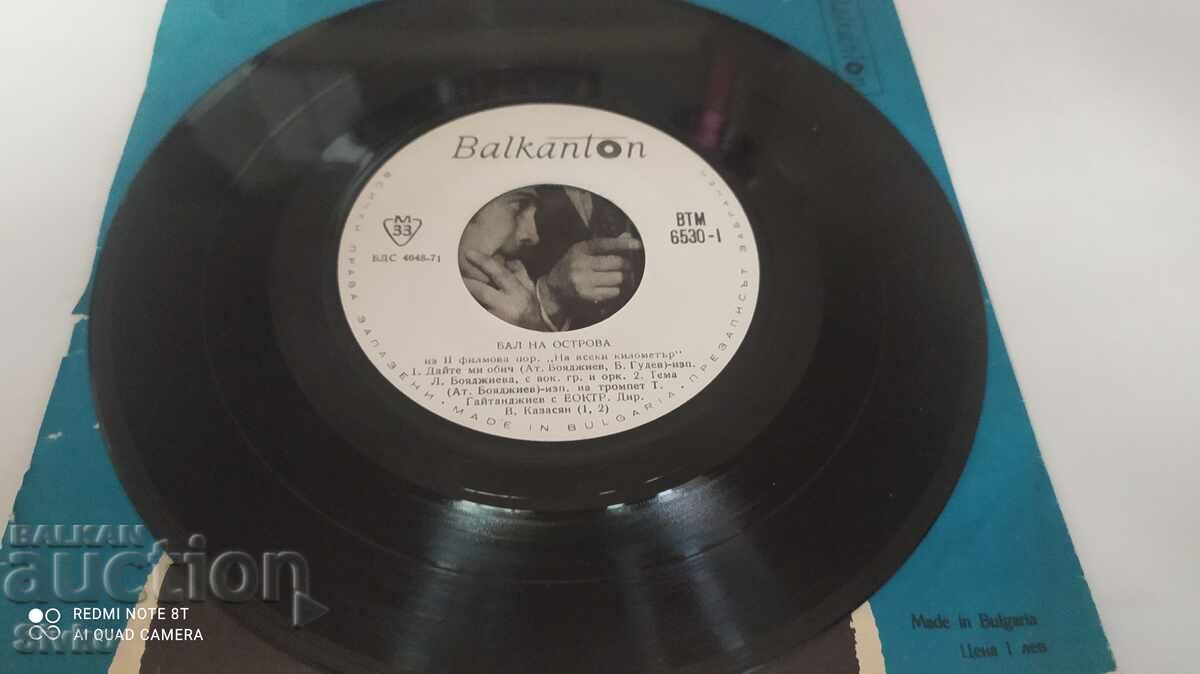 Balkanton
М
33
БДС 4048-71
ВТМ
6530-I
БАЛ НА ОСТРОВА
из II филмова пор. „На всеки километър"
1. Дайте ми обич (Ат. Бояджиев, Б. Гудев)-изп.
Л. Бояджиева, с вок. гр. и орк. 2. Тема
(Ат. Бояджиев)-изп. на тромпет Т.
Гайтанджиев с ЕОКТР. Дир.
В. Казасян (1, 2)
ВСИЧКИ ПРАВА ЗАПАЗЕНИ · MADE IN BULGARIA · ПРЕЗАПИСЪТ ЗАБРАНЕН
Made in Bulgaria
Цена 1 лев
BALKAN
auction
REDMI NOTE 8T
AI QUAD CAMERA